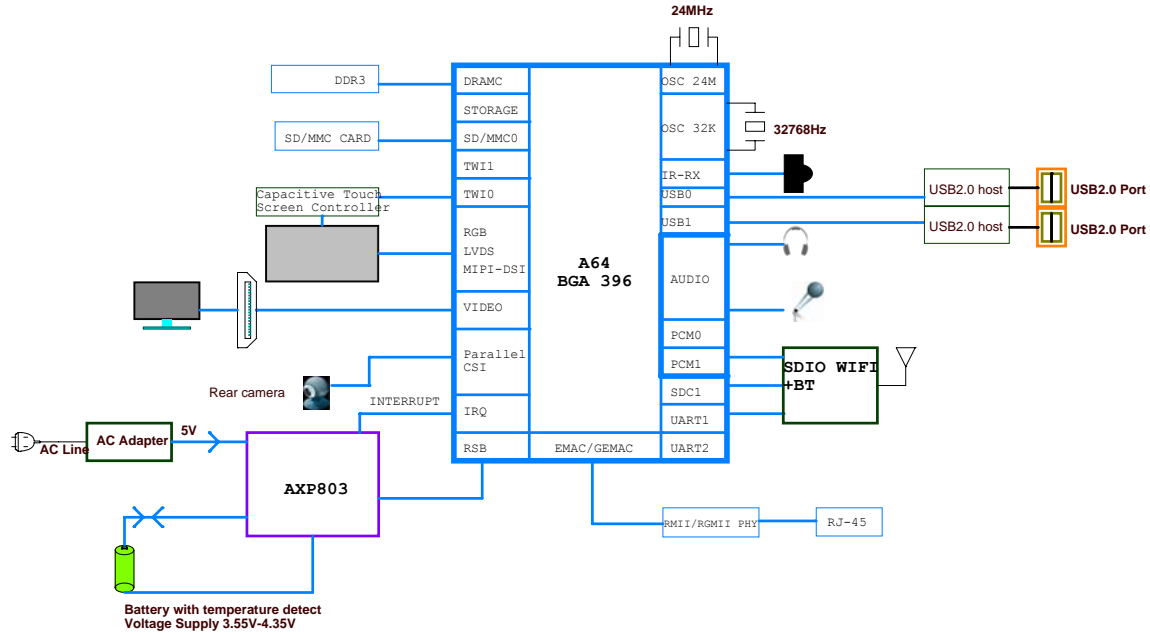 24MHz
DDR3
DRAMC
OSC 24M
STORAGE
SD/MMC CARD
SD/MMC0
OSC 32K
32768Hz
TWI1
IR-RX
Capacitive Touch
Screen Controller
TWI0
USB0
USB2.0 host
USB2.0 Port
USB1
USB2.0 host
USB2.0 Port
RGB
LVDS
MIPI-DSI
A64
BGA 396
AUDIO
VIDEO
PCM0
Parallel
CSI
PCM1
SDIO WIFI
+BT
Rear camera
SDC1
INTERRUPT
IRQ
UART1
AC Line
AC Adapter
5V
RSB
EMAC/GEMAC
UART2
AXP803
RMII/RGMII PHY
RJ-45
Battery with temperature detect
Voltage Supply 3.55V-4.35V